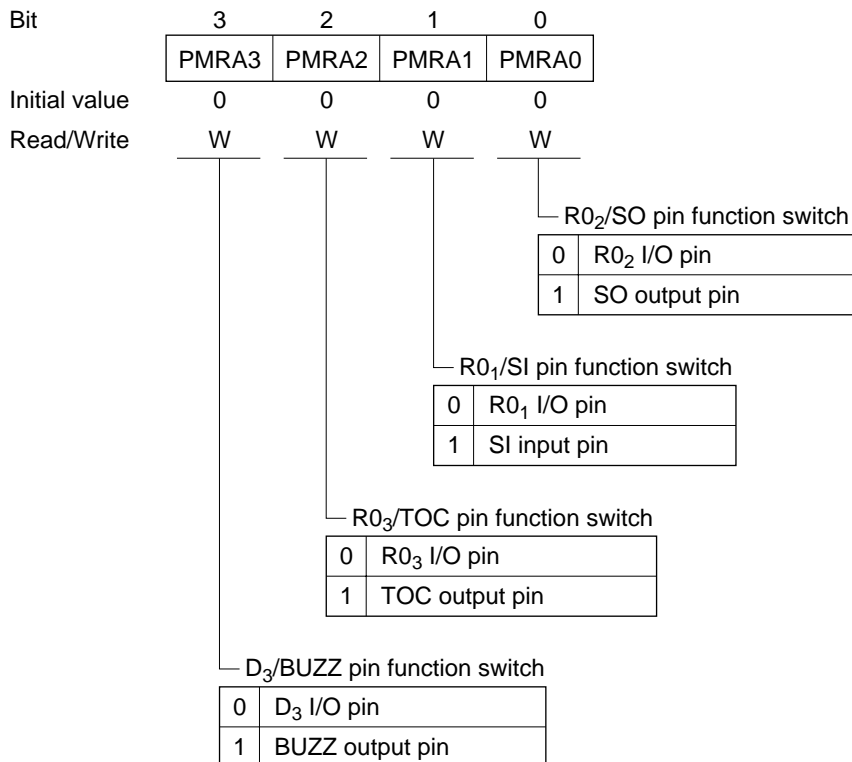 Bit 3 2 1 0
PMRA3 PMRA2 PMRA1 PMRA0
Initial value 0 0 0 0
Read/Write W W W W
R0₂/SO pin function switch
0 R0₂ I/O pin
1 SO output pin
R0₁/SI pin function switch
0 R0₁ I/O pin
1 SI input pin
R0₃/TOC pin function switch
0 R0₃ I/O pin
1 TOC output pin
D₃/BUZZ pin function switch
0 D₃ I/O pin
1 BUZZ output pin